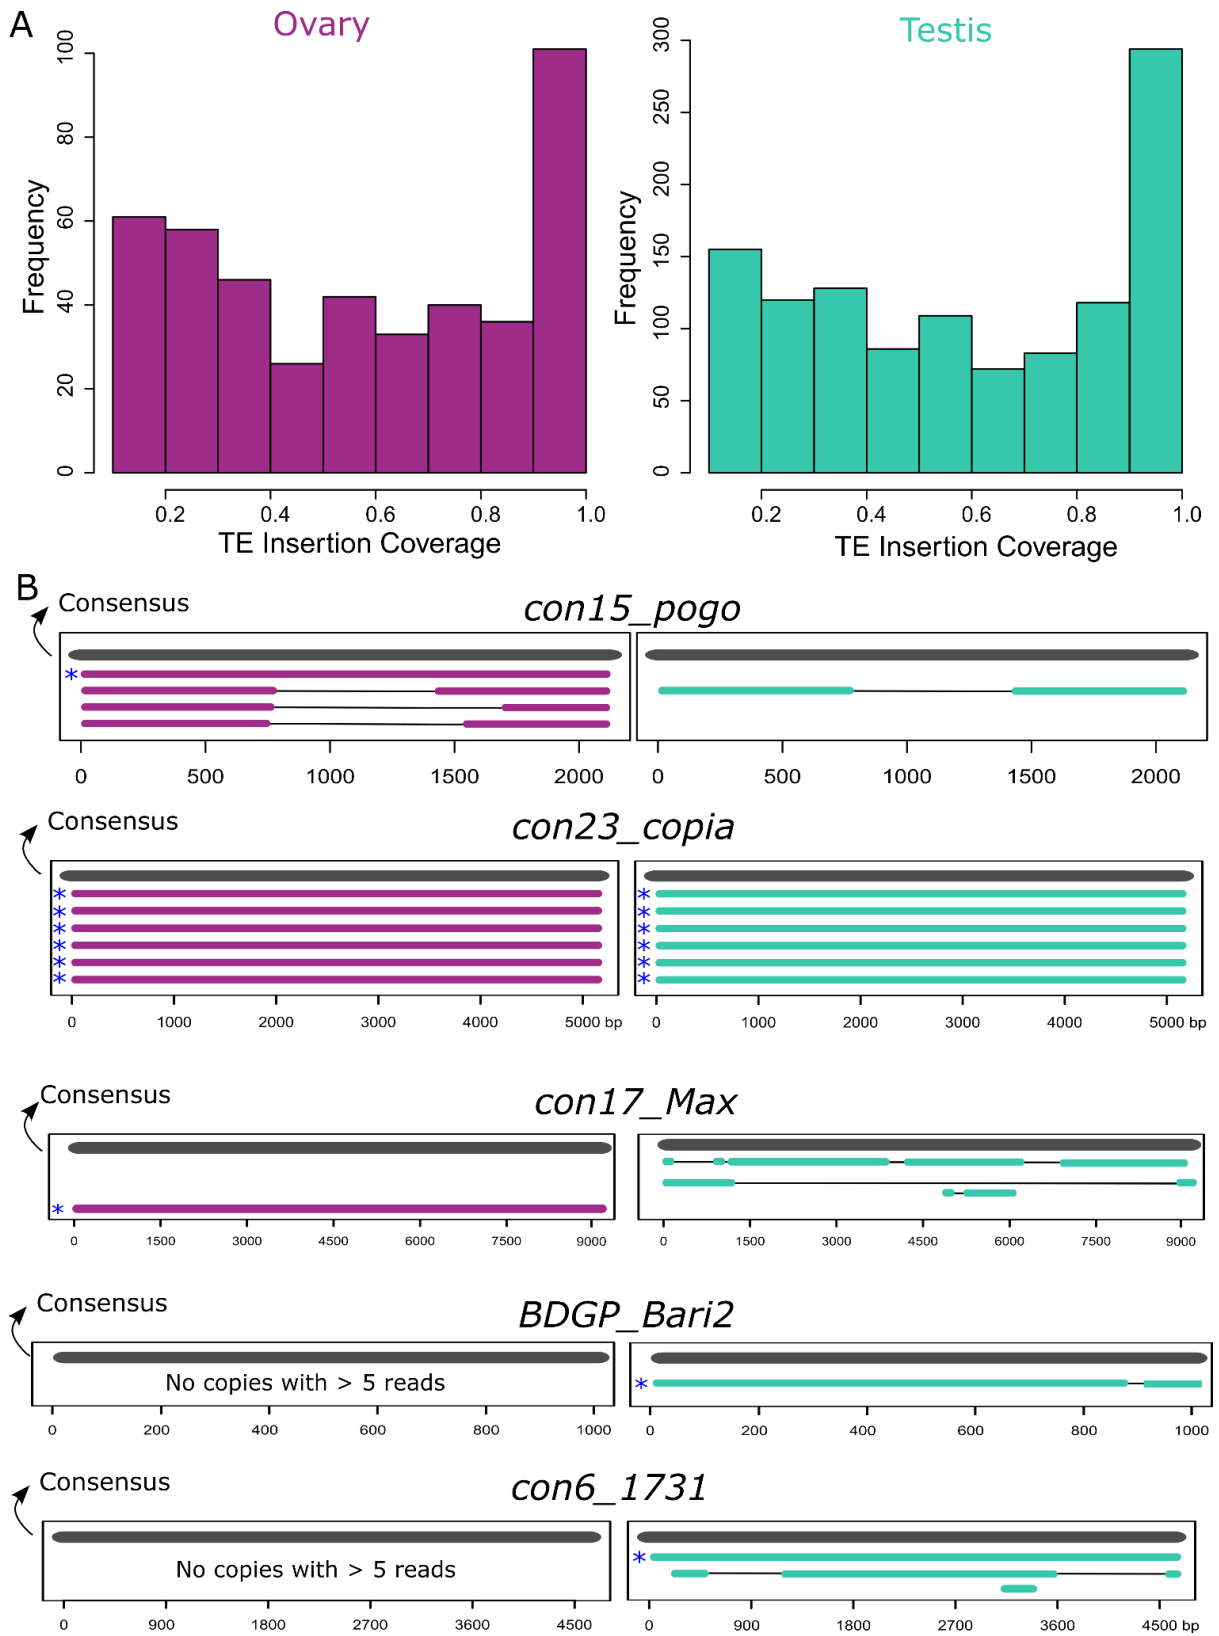 A
Ovary
Testis
Frequency
0 20 40 60 80 100
0.2 0.4 0.6 0.8 1.0
TE Insertion Coverage
Frequency
0 50 100 150 200 250 300
0.2 0.4 0.6 0.8 1.0
TE Insertion Coverage
B
Consensus
con15_pogo
*
0 500 1000 1500 2000
0 500 1000 1500 2000
Consensus
con23_copia
* *
* *
* *
* *
* *
* *
0 1000 2000 3000 4000 5000 bp
0 1000 2000 3000 4000 5000 bp
Consensus
con17_Max
*
0 1500 3000 4500 6000 7500 9000
0 1500 3000 4500 6000 7500 9000
Consensus
BDGP_Bari2
No copies with > 5 reads
*
0 200 400 600 800 1000
0 200 400 600 800 1000
Consensus
con6_1731
No copies with > 5 reads
*
0 900 1800 2700 3600 4500
0 900 1800 2700 3600 4500 bp